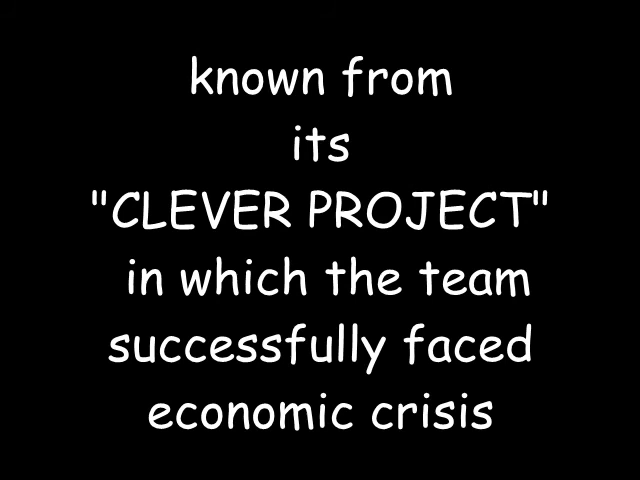 known from
its
"CLEVER PROJECT"
in which the team
successfully faced
economic crisis